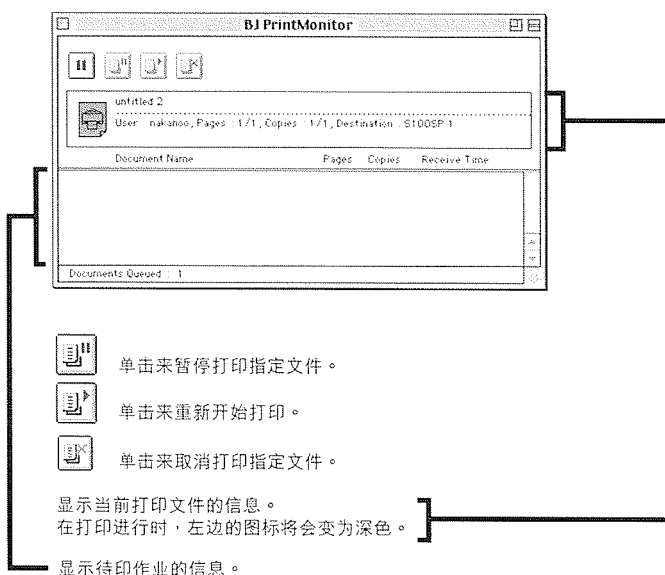 BJ PrintMonitor
untitled 2
User : nakanoo, Pages : 1/1, Copies : 1/1, Destination : S100SP 1
Document Name Pages Copies Receive Time
Documents Queued : 1
单击来暂停打印指定文件。
单击来重新开始打印。
单击来取消打印指定文件。
显示当前打印文件的信息。
在打印进行时，左边的图标将会变为深色。
显示待印作业的信息。